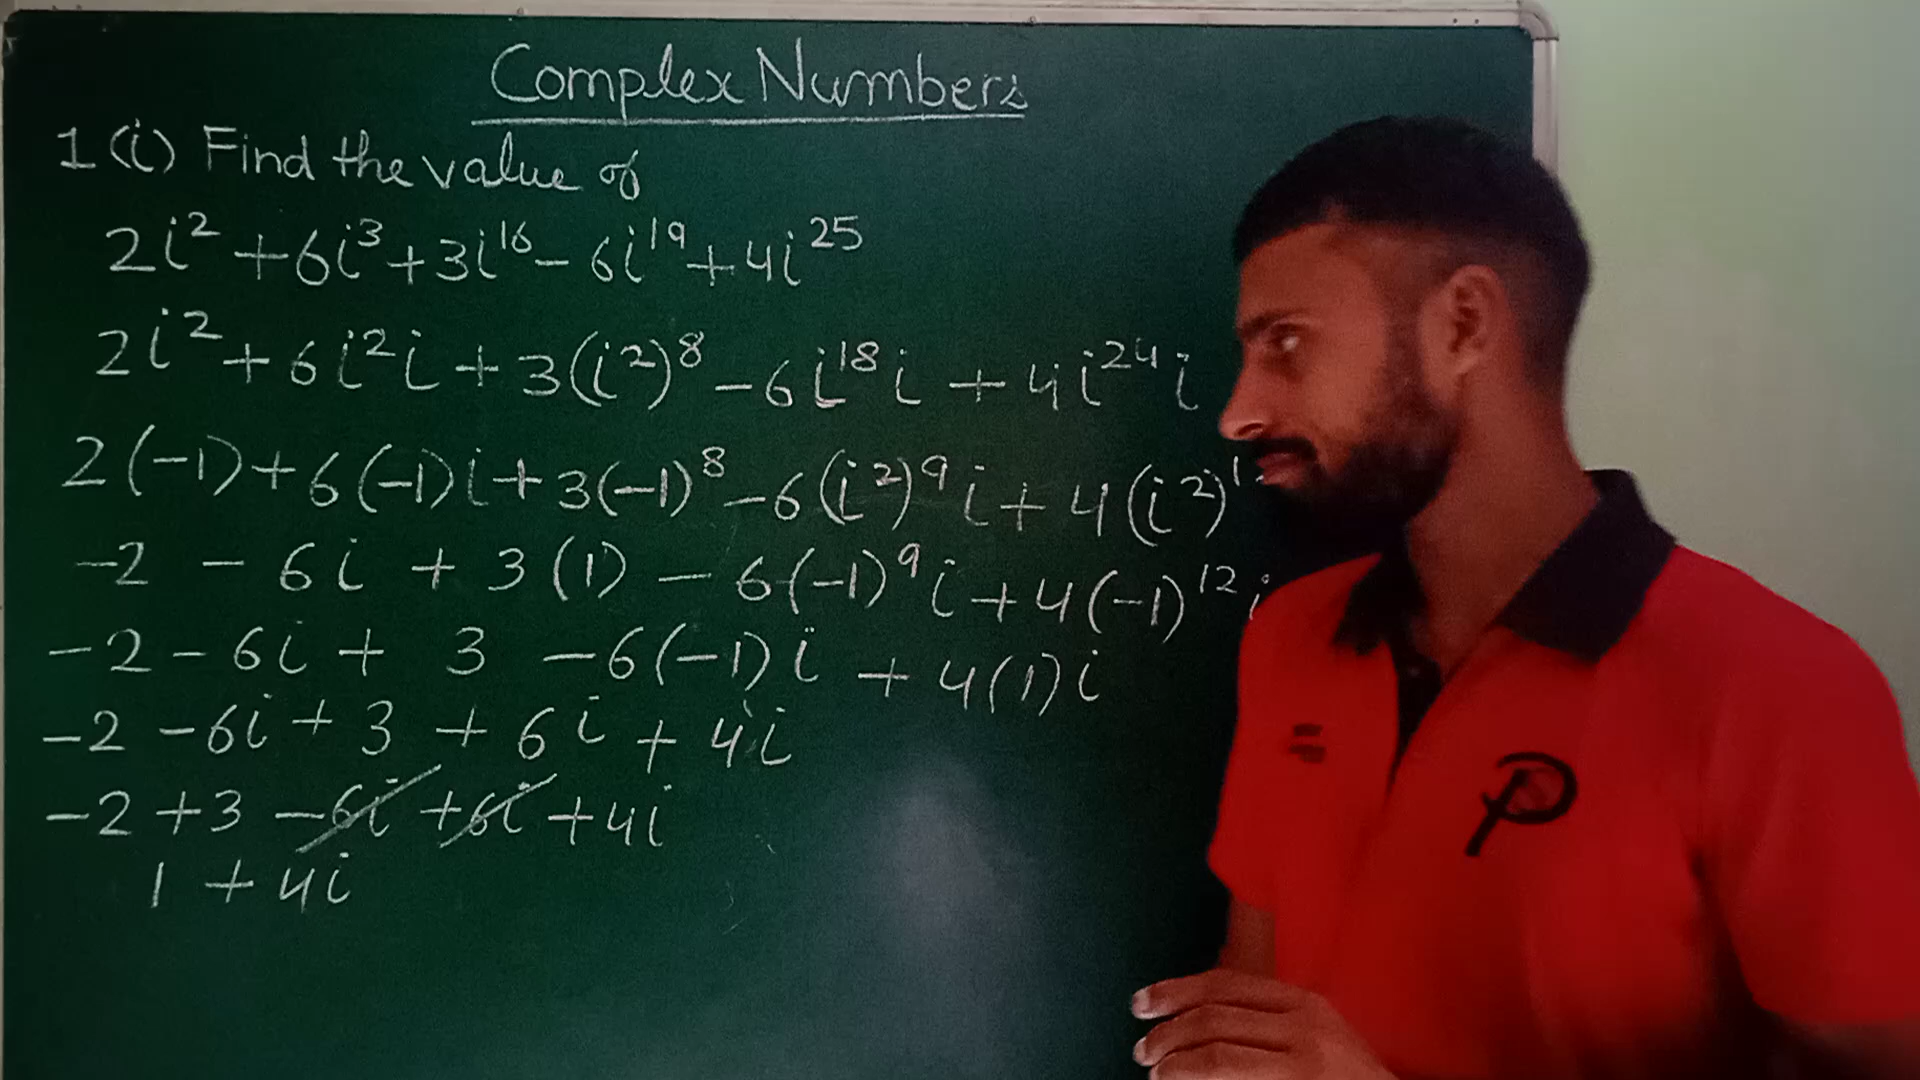 Complex Numbers
1(i) Find the value of
2i² + 6i³ + 3i¹⁶ - 6i¹⁹ + 4i²⁵
2i² + 6i²i + 3(i²)⁸ - 6i¹⁸i + 4i²⁴i
2(-1) + 6(-1)i + 3(-1)⁸ - 6(i²)⁹i + 4(i²)
-2 - 6i + 3(1) - 6(-1)⁹i + 4(-1)¹²i
-2 - 6i + 3 - 6(-1)i + 4(1)i
-2 - 6i + 3 + 6i + 4i
-2 + 3 - 6i + 6i + 4i
1 + 4i
P